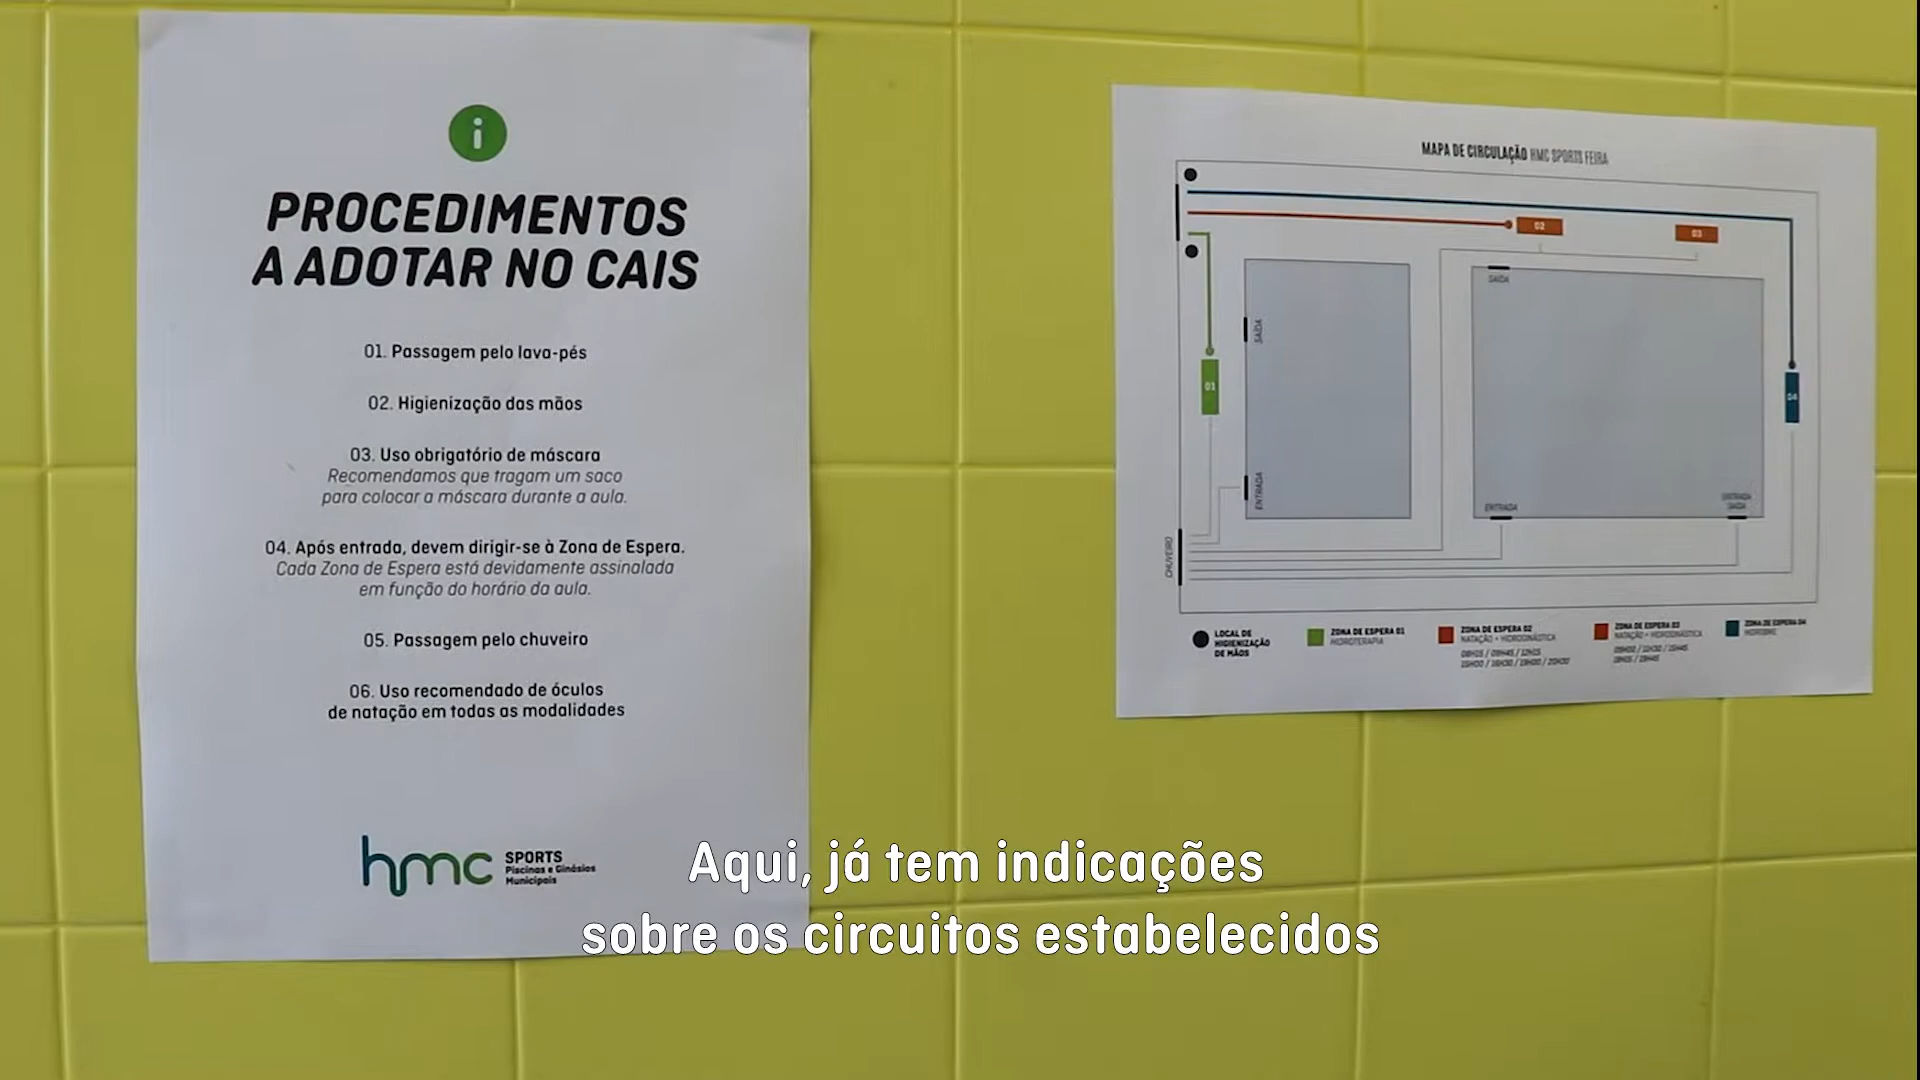 i
PROCEDIMENTOS
A ADOTAR NO CAIS
01. Passagem pelo lava-pés
02. Higienização das mãos
03. Uso obrigatório de máscara
Recomendamos que tragam um saco
para colocar a máscara durante a aula.
04. Após entrada, devem dirigir-se à Zona de Espera.
Cada Zona de Espera está devidamente assinalada
em função do horário da aula.
05. Passagem pelo chuveiro
06. Uso recomendado de óculos
de natação em todas as modalidades
hmc SPORTS
Piscinas e Ginásios
Municipais
MAPA DE CIRCULAÇÃO HMC SPORTS FEIRA
02
03
SAÍDA
SAÍDA
01
04
ENTRADA
ENTRADA
ENTRADA
SAÍDA
CHUVEIRO
LOCAL DE
HIGIENIZAÇÃO
DE MÃOS
ZONA DE ESPERA 01
HIDROTERAPIA
ZONA DE ESPERA 02
NATAÇÃO + HIDROGINÁSTICA
ZONA DE ESPERA 03
NATAÇÃO + HIDROGINÁSTICA
ZONA DE ESPERA 04
HIDROBIKE
Aqui, já tem indicações
sobre os circuitos estabelecidos